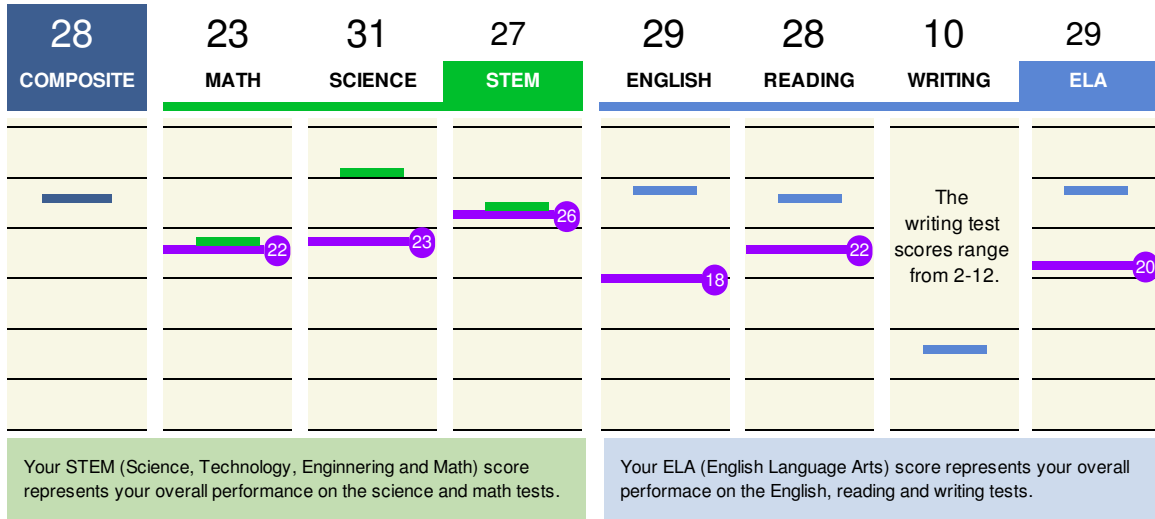 28 23 31 27 29 28 10 29
COMPOSITE MATH SCIENCE STEM ENGLISH READING WRITING ELA
22
23
26
18
22
The
writing test
scores range
from 2-12.
20
Your STEM (Science, Technology, Enginnering and Math) score
represents your overall performance on the science and math tests.
Your ELA (English Language Arts) score represents your overall
performace on the English, reading and writing tests.